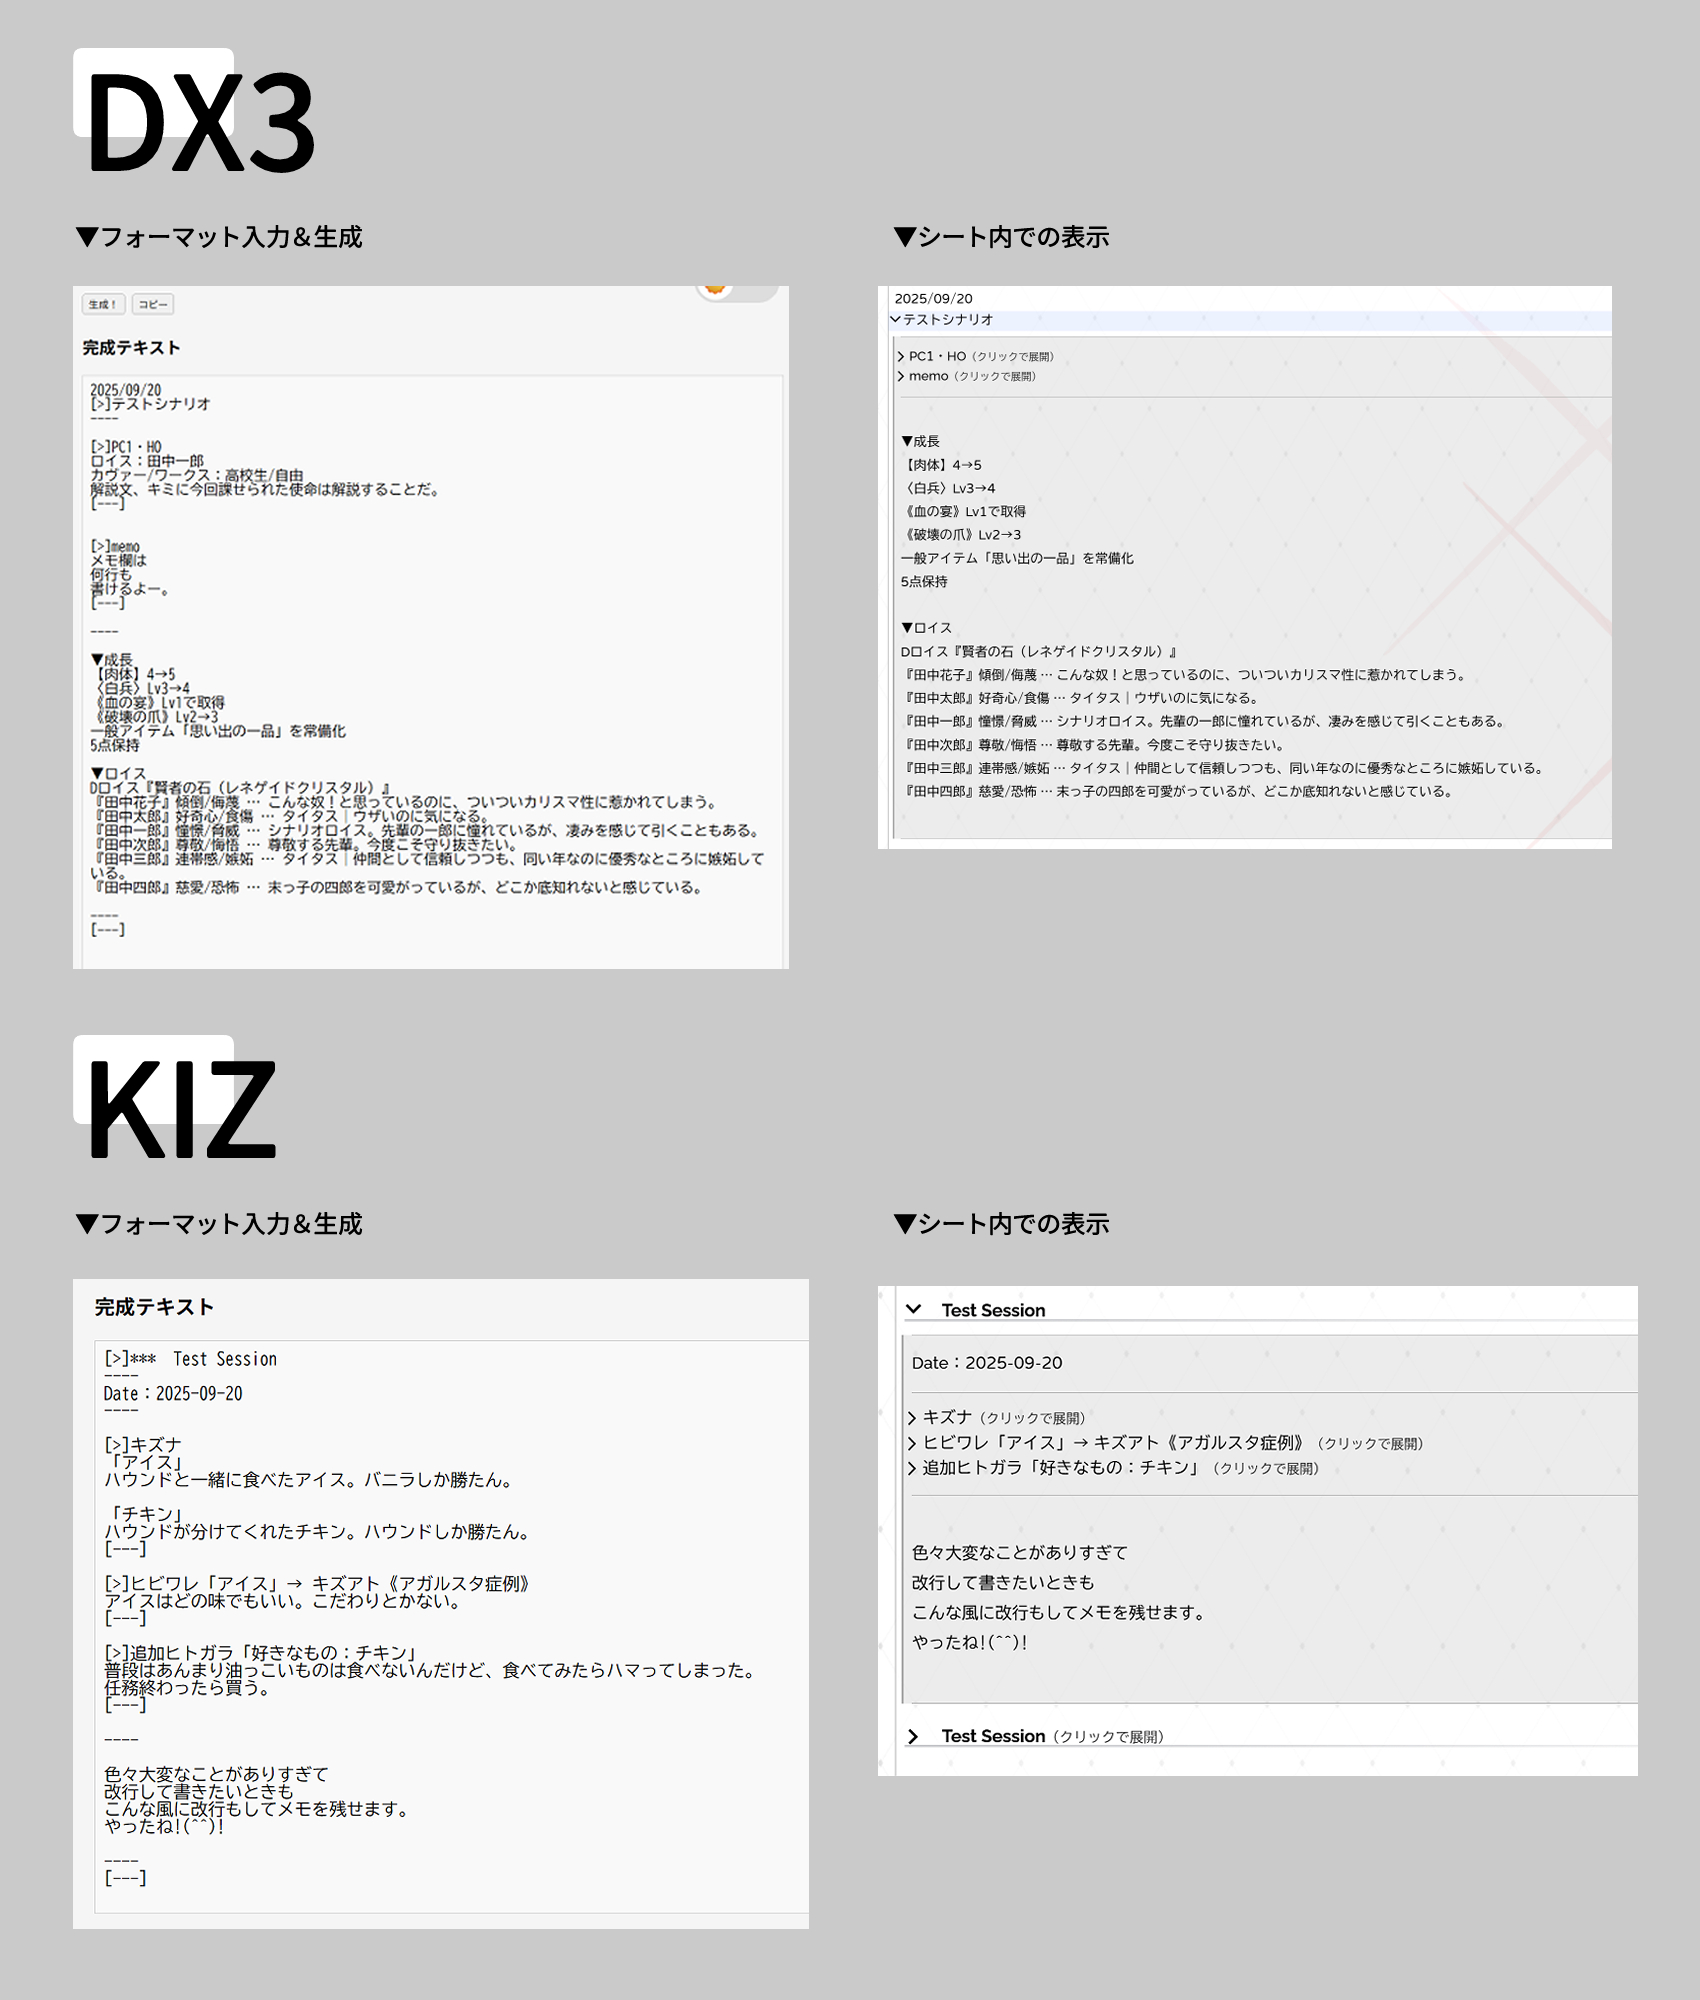 DX3
▼フォーマット入力＆生成
生成！ コピー
完成テキスト
2025/09/20
[>]テストシナリオ
----
[>]PC1・HO
ロイス：田中一郎
カヴァー/ワークス：高校生/自由
解説文、キミに今回課せられた使命は解説することだ。
[---]
[>]memo
メモ欄は
何行も
書けるよー。
[---]
----
▼成長
【肉体】4→5
〈白兵〉Lv3→4
《血の宴》Lv1で取得
《破壊の爪》Lv2→3
一般アイテム「思い出の一品」を常備化
5点保持
▼ロイス
Dロイス『賢者の石（レネゲイドクリスタル）』
『田中花子』傾倒/侮蔑 … こんな奴！と思っているのに、ついついカリスマ性に惹かれてしまう。
『田中太郎』好奇心/食傷 … タイタス｜ウザいのに気になる。
『田中一郎』憧憬/脅威 … シナリオロイス。先輩の一郎に憧れているが、凄みを感じて引くこともある。
『田中次郎』尊敬/悔悟 … 尊敬する先輩。今度こそ守り抜きたい。
『田中三郎』連帯感/嫉妬 … タイタス｜仲間として信頼しつつも、同い年なのに優秀なところに嫉妬して
いる。
『田中四郎』慈愛/恐怖 … 末っ子の四郎を可愛がっているが、どこか底知れないと感じている。
----
[---]
▼シート内での表示
2025/09/20
テストシナリオ
PC1・HO（クリックで展開）
memo（クリックで展開）
▼成長
【肉体】4→5
〈白兵〉Lv3→4
《血の宴》Lv1で取得
《破壊の爪》Lv2→3
一般アイテム「思い出の一品」を常備化
5点保持
▼ロイス
Dロイス『賢者の石（レネゲイドクリスタル）』
『田中花子』傾倒/侮蔑 … こんな奴！と思っているのに、ついついカリスマ性に惹かれてしまう。
『田中太郎』好奇心/食傷 … タイタス｜ウザいのに気になる。
『田中一郎』憧憬/脅威 … シナリオロイス。先輩の一郎に憧れているが、凄みを感じて引くこともある。
『田中次郎』尊敬/悔悟 … 尊敬する先輩。今度こそ守り抜きたい。
『田中三郎』連帯感/嫉妬 … タイタス｜仲間として信頼しつつも、同い年なのに優秀なところに嫉妬している。
『田中四郎』慈愛/恐怖 … 末っ子の四郎を可愛がっているが、どこか底知れないと感じている。
KIZ
▼フォーマット入力＆生成
完成テキスト
[>]*** Test Session
----
Date：2025-09-20
----
[>]キズナ
「アイス」
ハウンドと一緒に食べたアイス。バニラしか勝たん。
「チキン」
ハウンドが分けてくれたチキン。ハウンドしか勝たん。
[---]
[>]ヒビワレ「アイス」→ キズアト《アガルスタ症例》
アイスはどの味でもいい。こだわりとかない。
[---]
[>]追加ヒトガラ「好きなもの：チキン」
普段はあんまり油っこいものは食べないんだけど、食べてみたらハマってしまった。
任務終わったら買う。
[---]
----
色々大変なことがありすぎて
改行して書きたいときも
こんな風に改行もしてメモを残せます。
やったね!(^^)!
----
[---]
▼シート内での表示
Test Session
Date：2025-09-20
キズナ（クリックで展開）
ヒビワレ「アイス」→ キズアト《アガルスタ症例》（クリックで展開）
追加ヒトガラ「好きなもの：チキン」（クリックで展開）
色々大変なことがありすぎて
改行して書きたいときも
こんな風に改行もしてメモを残せます。
やったね!(^^)!
Test Session（クリックで展開）